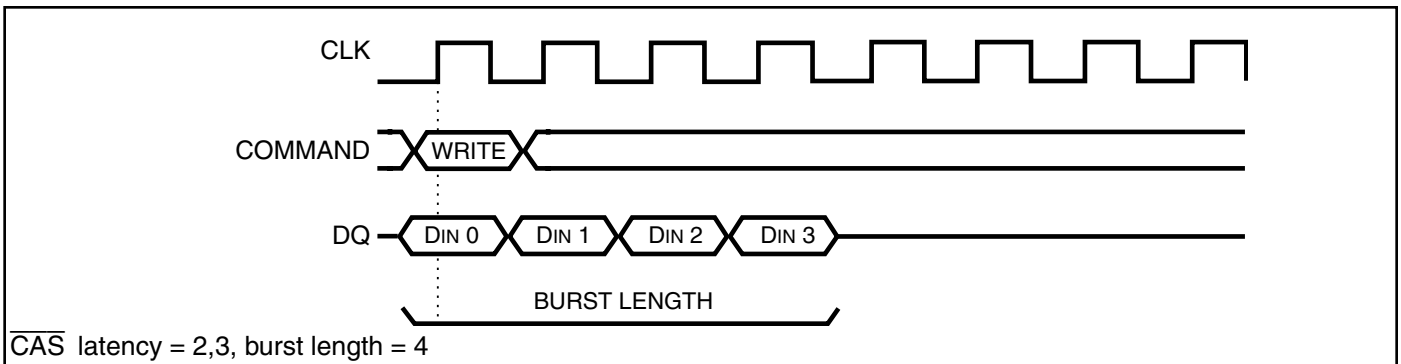 CLK
COMMAND WRITE
DQ DIN 0 DIN 1 DIN 2 DIN 3
BURST LENGTH
C̅A̅S̅ latency = 2,3, burst length = 4